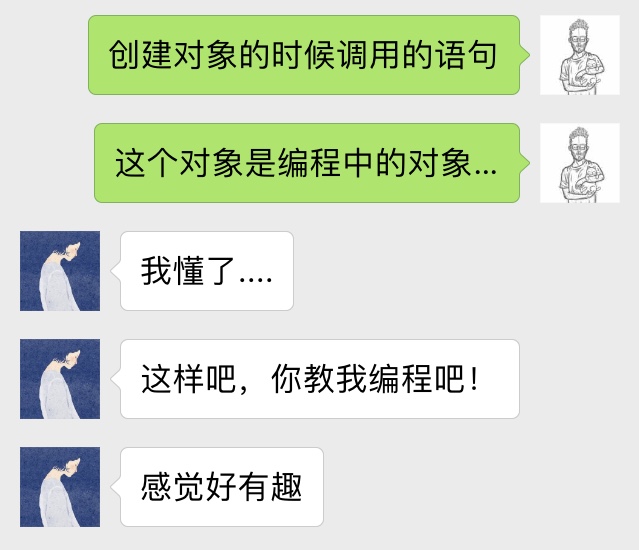 创建对象的时候调用的语句
这个对象是编程中的对象...
我懂了....
这样吧，你教我编程吧！
感觉好有趣